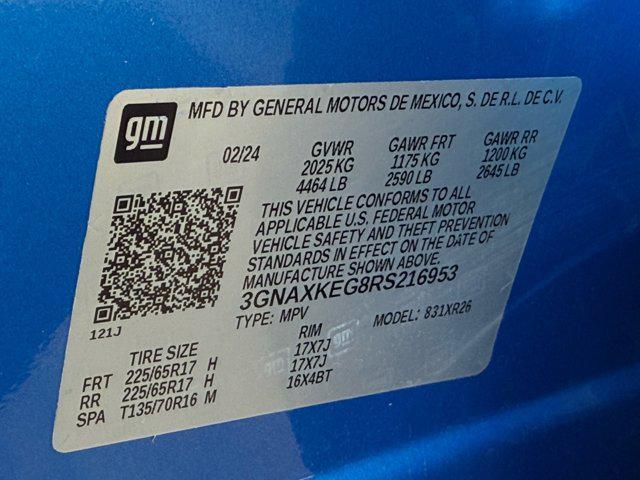 gm
MFD BY GENERAL MOTORS DE MEXICO, S. DE R.L. DE C.V.
02/24 GVWR GAWR FRT GAWR RR
2025 KG 1175 KG 1200 KG
4464 LB 2590 LB 2645 LB
THIS VEHICLE CONFORMS TO ALL
APPLICABLE U.S. FEDERAL MOTOR
VEHICLE SAFETY AND THEFT PREVENTION
STANDARDS IN EFFECT ON THE DATE OF
MANUFACTURE SHOWN ABOVE.
3GNAXKEG8RS216953
121J
TYPE: MPV MODEL: 831XR26
TIRE SIZE RIM
FRT 225/65R17 H 17X7J
RR 225/65R17 H 17X7J
SPA T135/70R16 M 16X4BT
gm